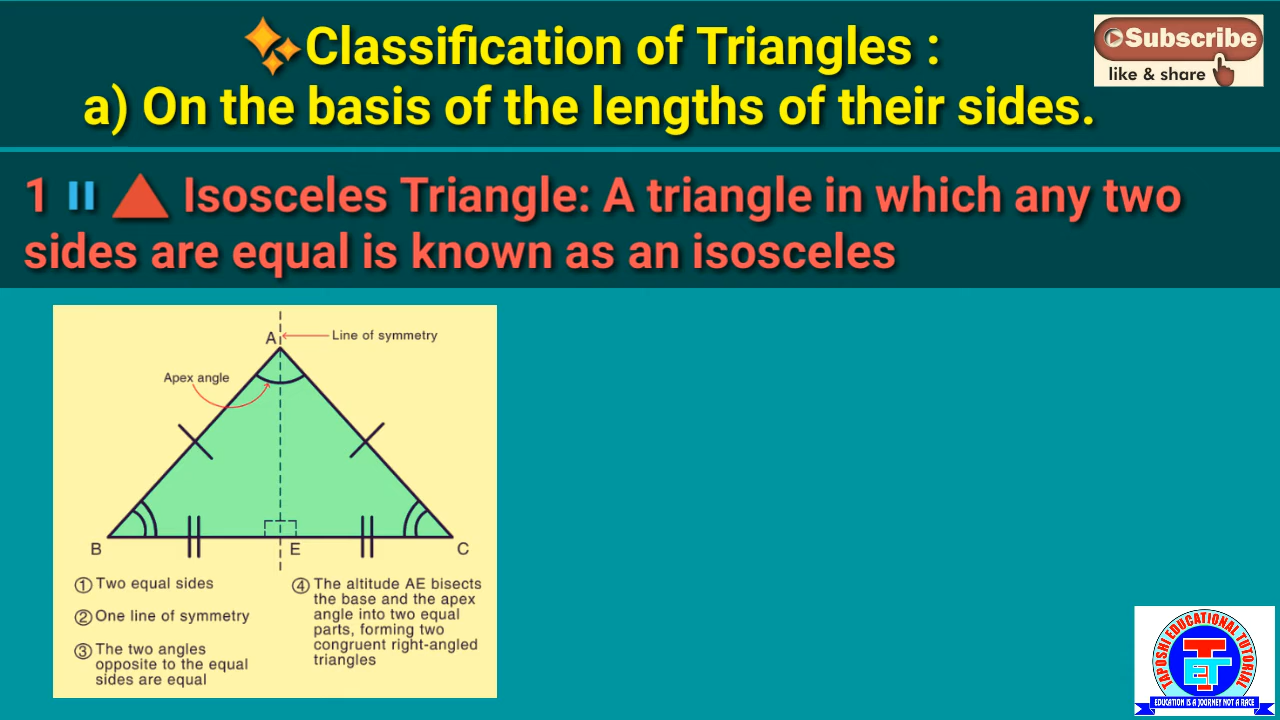 ✨Classification of Triangles :
a) On the basis of the lengths of their sides.
Subscribe
like & share
1 ⏸ 🔺 Isosceles Triangle: A triangle in which any two
sides are equal is known as an isosceles
A
Line of symmetry
Apex angle
B
E
C
① Two equal sides
② One line of symmetry
③ The two angles
opposite to the equal
sides are equal
④ The altitude AE bisects
the base and the apex
angle into two equal
parts, forming two
congruent right-angled
triangles
TAPOSHI EDUCATIONAL TUTORIAL
TET
EDUCATION IS A JOURNEY NOT A RACE